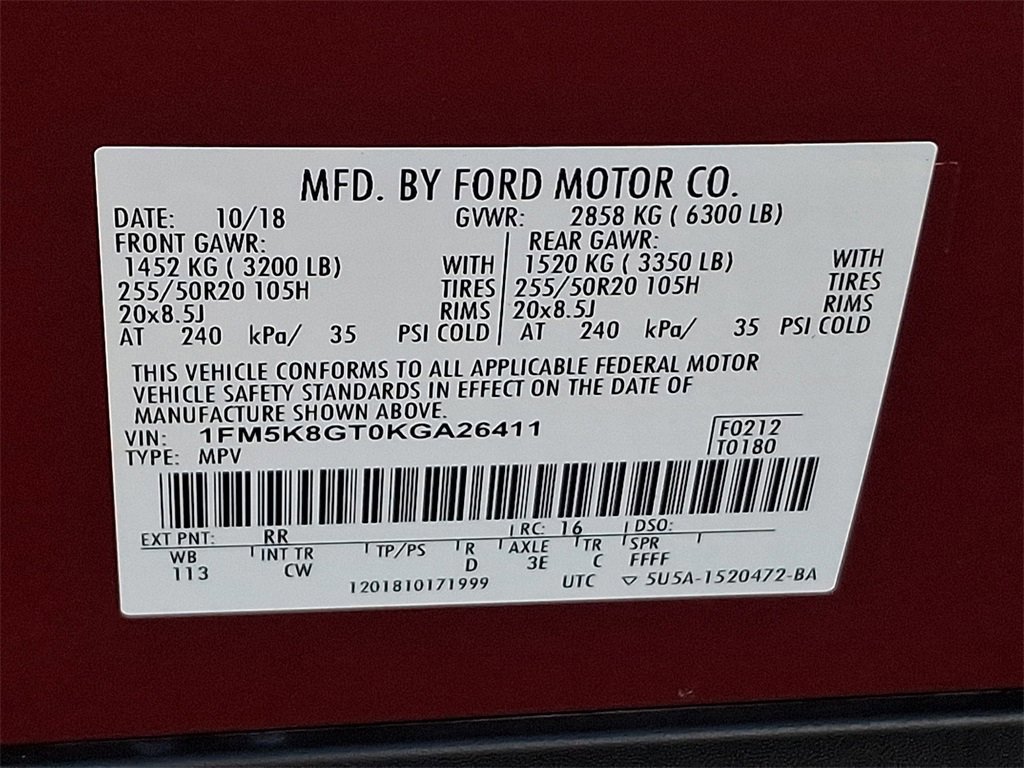 MFD. BY FORD MOTOR CO.
DATE: 10/18 GVWR: 2858 KG ( 6300 LB)
FRONT GAWR: REAR GAWR:
1452 KG ( 3200 LB) WITH 1520 KG ( 3350 LB) WITH
255/50R20 105H TIRES 255/50R20 105H TIRES
20x8.5J RIMS 20x8.5J RIMS
AT 240 kPa/ 35 PSI COLD AT 240 kPa/ 35 PSI COLD
THIS VEHICLE CONFORMS TO ALL APPLICABLE FEDERAL MOTOR
VEHICLE SAFETY STANDARDS IN EFFECT ON THE DATE OF
MANUFACTURE SHOWN ABOVE.
VIN: 1FM5K8GT0KGA26411 F0212
TYPE: MPV T0180
EXT PNT: RR RC: 16 DSO:
WB INT TR TP/PS R AXLE TR SPR
113 CW D 3E C FFFF
1201810171999 UTC ▽ 5U5A-1520472-BA